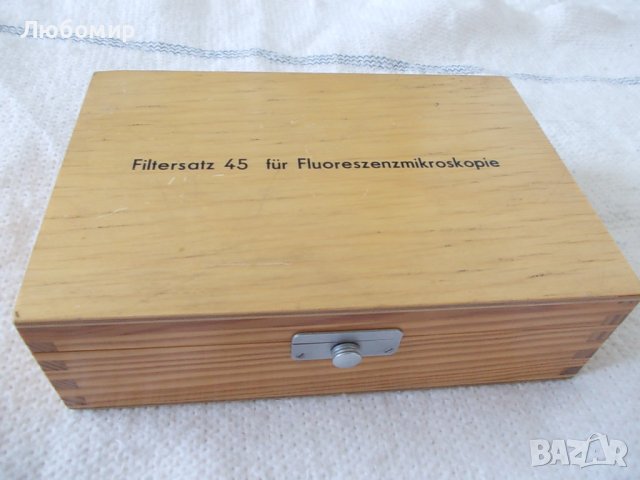 Любомир
Filtersatz 45 für Fluoreszenzmikroskopie
BAZAR